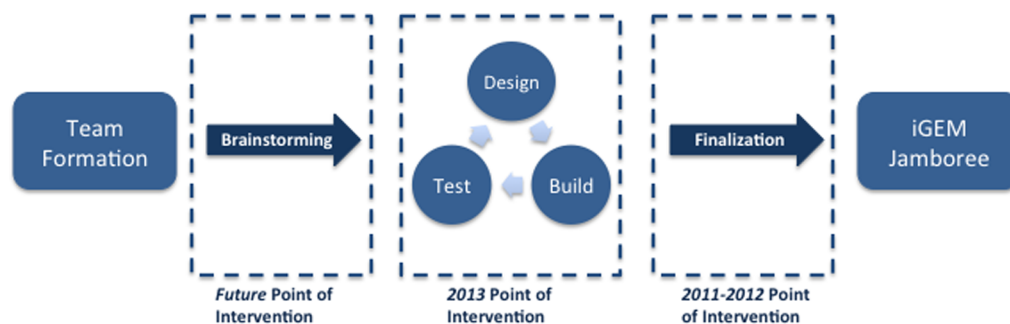 Team
Formation
Brainstorming
Design
Test
Build
Finalization
iGEM
Jamboree
Future Point of
Intervention
2013 Point of
Intervention
2011-2012 Point
of Intervention